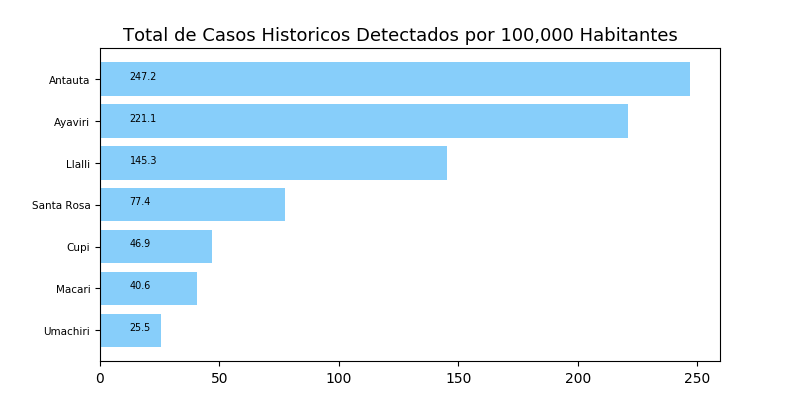 Total de Casos Historicos Detectados por 100,000 Habitantes
Antauta 247.2
Ayaviri 221.1
Llalli 145.3
Santa Rosa 77.4
Cupi 46.9
Macari 40.6
Umachiri 25.5
0 50 100 150 200 250